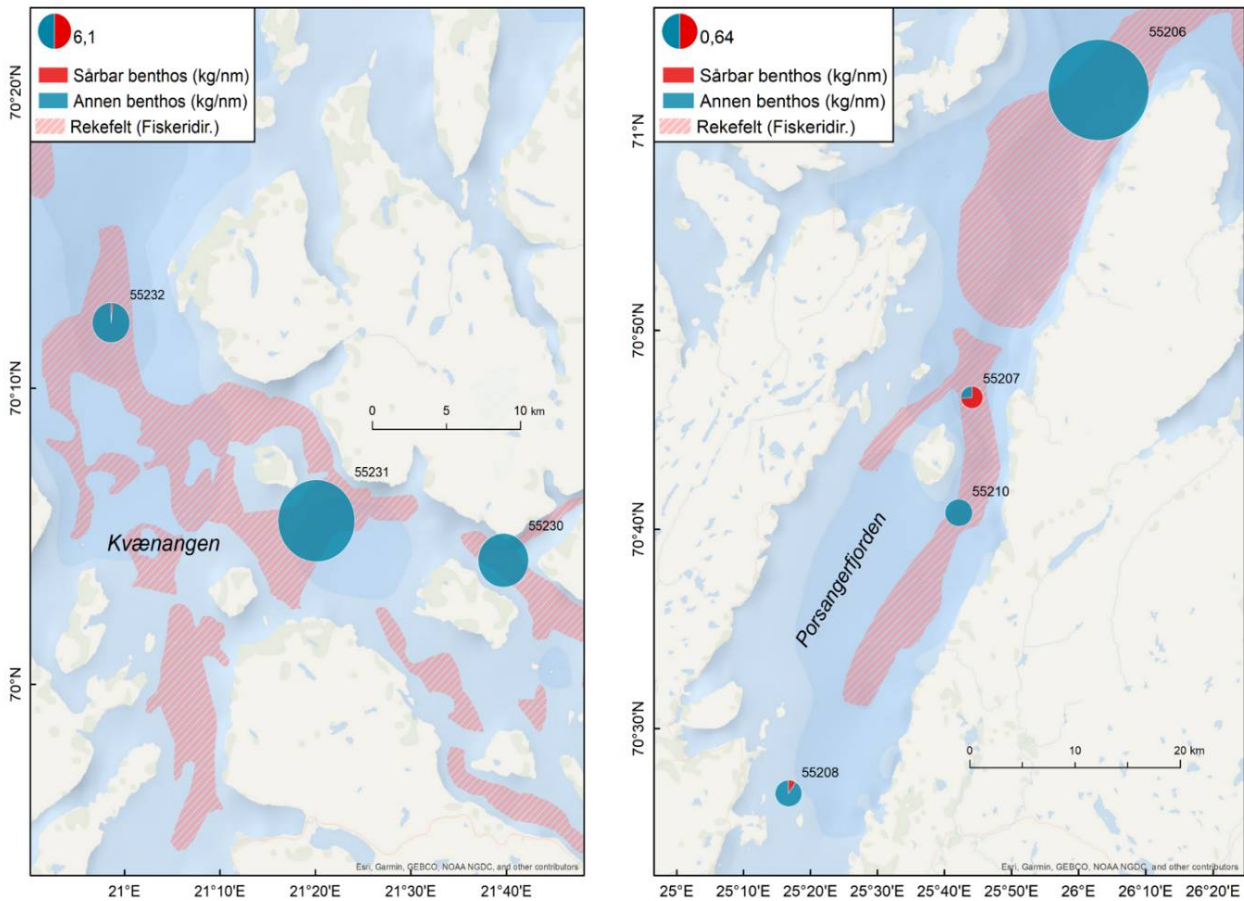 6,1
Sårbar benthos (kg/nm)
Annen benthos (kg/nm)
Rekefelt (Fiskeridir.)
70°20'N
70°10'N
70°N
55232
0 5 10 km
55231
55230
Kvænangen
Esri, Garmin, GEBCO, NOAA NGDC, and other contributors
21°E 21°10'E 21°20'E 21°30'E 21°40'E
0,64
Sårbar benthos (kg/nm)
Annen benthos (kg/nm)
Rekefelt (Fiskeridir.)
55206
71°N
70°50'N
70°40'N
70°30'N
55207
55210
Porsangerfjorden
0 10 20 km
55208
Esri, Garmin, GEBCO, NOAA NGDC, and other contributors
25°E 25°10'E 25°20'E 25°30'E 25°40'E 25°50'E 26°E 26°10'E 26°20'E